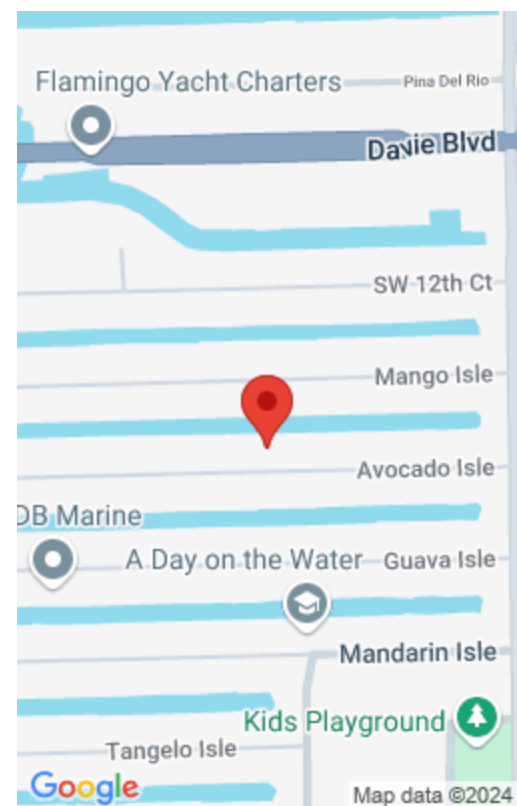 Flamingo Yacht Charters
Pina Del Rio
Davie Blvd
SW 12th Ct
Mango Isle
Avocado Isle
DB Marine
A Day on the Water
Guava Isle
Mandarin Isle
Kids Playground
Tangelo Isle
Google
Map data ©2024